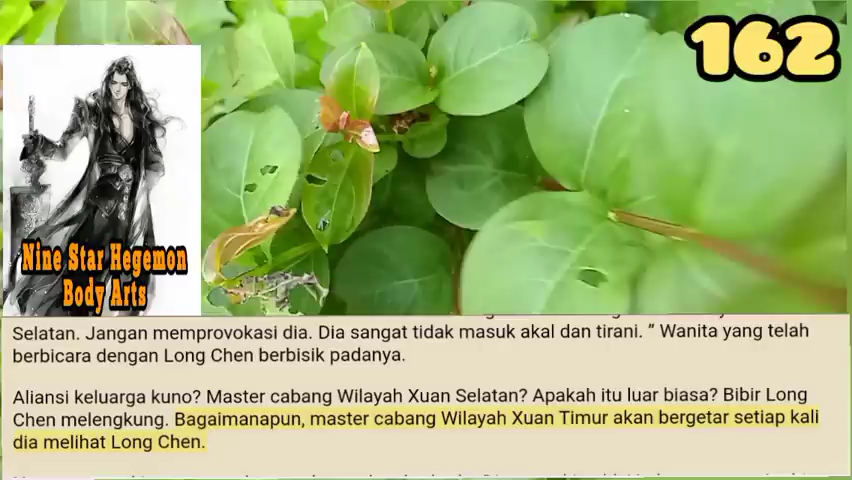 162
Nine Star Hegemon
Body Arts
Selatan. Jangan memprovokasi dia. Dia sangat tidak masuk akal dan tirani. ” Wanita yang telah
berbicara dengan Long Chen berbisik padanya.
Aliansi keluarga kuno? Master cabang Wilayah Xuan Selatan? Apakah itu luar biasa? Bibir Long
Chen melengkung. Bagaimanapun, master cabang Wilayah Xuan Timur akan bergetar setiap kali
dia melihat Long Chen.